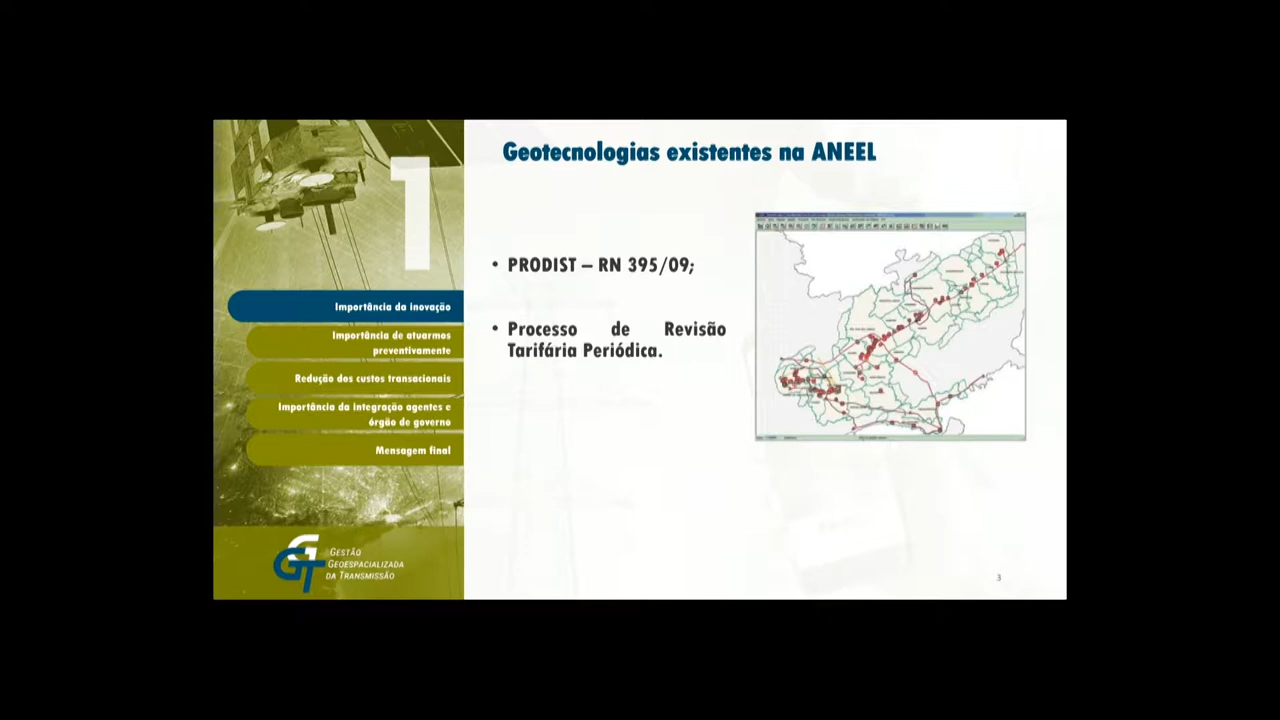 1
Geotecnologias existentes na ANEEL
• PRODIST – RN 395/09;
• Processo de Revisão
Tarifária Periódica.
Importância da inovação
Importância de atuarmos
preventivamente
Redução dos custos transacionais
Importância da integração agentes e
órgão de governo
Mensagem final
GGT
GESTÃO
GEOESPACIALIZADA
DA TRANSMISSÃO
3